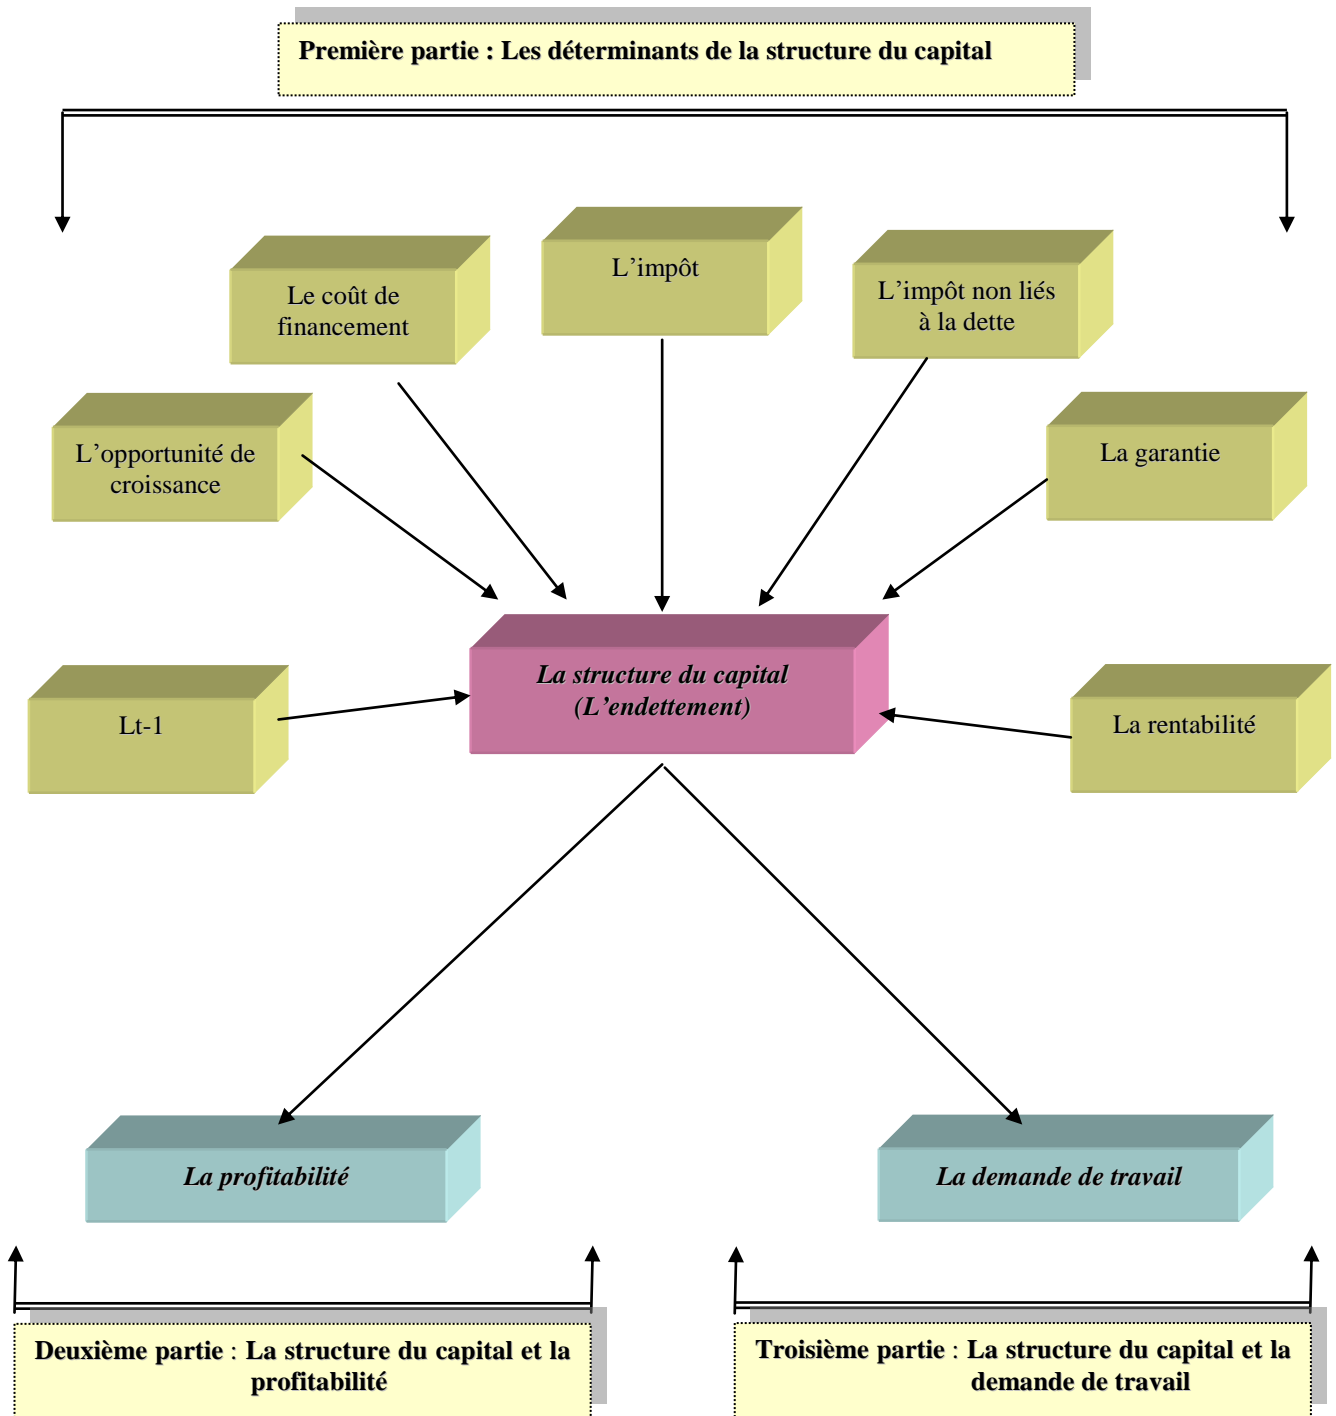 Première partie : Les déterminants de la structure du capital
L’impôt
Le coût de
financement
L’impôt non liés
à la dette
L’opportunité de
croissance
La garantie
La structure du capital
(L’endettement)
Lt-1
La rentabilité
La profitabilité
La demande de travail
Deuxième partie : La structure du capital et la
profitabilité
Troisième partie : La structure du capital et la
demande de travail